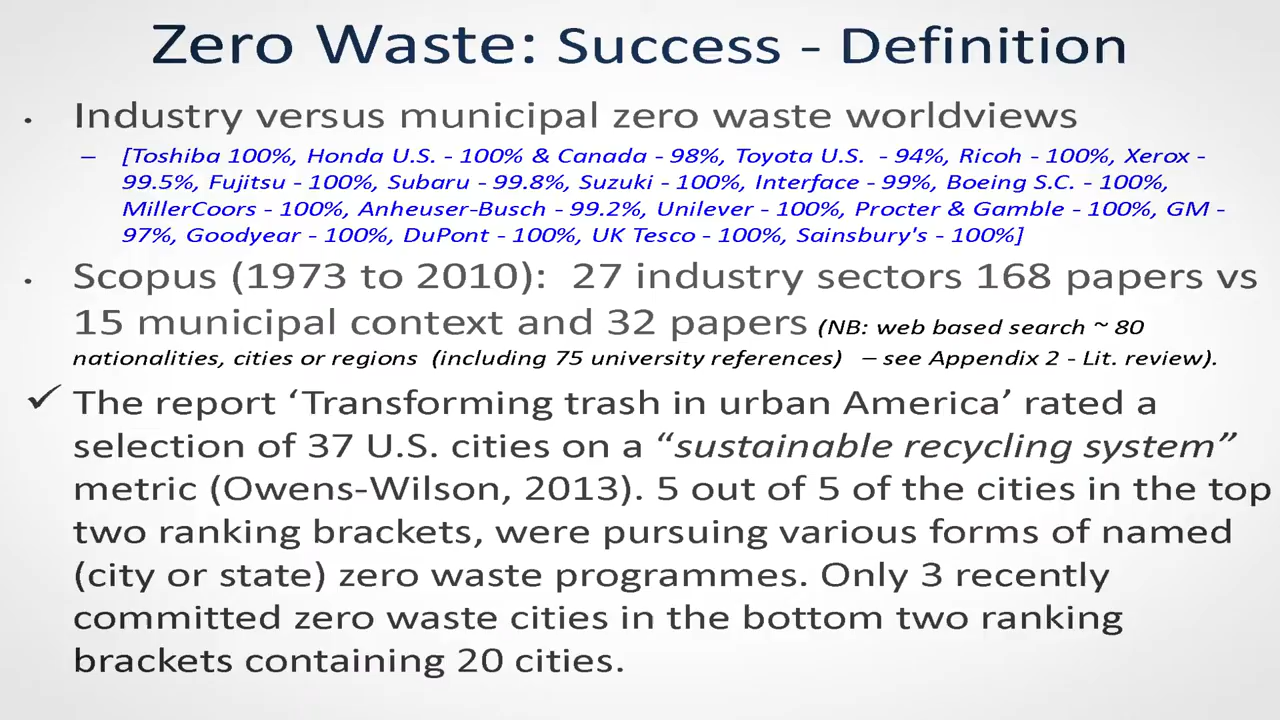 Zero Waste: Success - Definition
• Industry versus municipal zero waste worldviews
– [Toshiba 100%, Honda U.S. - 100% & Canada - 98%, Toyota U.S. - 94%, Ricoh - 100%, Xerox -
99.5%, Fujitsu - 100%, Subaru - 99.8%, Suzuki - 100%, Interface - 99%, Boeing S.C. - 100%,
MillerCoors - 100%, Anheuser-Busch - 99.2%, Unilever - 100%, Procter & Gamble - 100%, GM -
97%, Goodyear - 100%, DuPont - 100%, UK Tesco - 100%, Sainsbury's - 100%]
• Scopus (1973 to 2010): 27 industry sectors 168 papers vs
15 municipal context and 32 papers (NB: web based search ~ 80
nationalities, cities or regions (including 75 university references) – see Appendix 2 - Lit. review).
✓ The report ‘Transforming trash in urban America’ rated a
selection of 37 U.S. cities on a “sustainable recycling system”
metric (Owens-Wilson, 2013). 5 out of 5 of the cities in the top
two ranking brackets, were pursuing various forms of named
(city or state) zero waste programmes. Only 3 recently
committed zero waste cities in the bottom two ranking
brackets containing 20 cities.